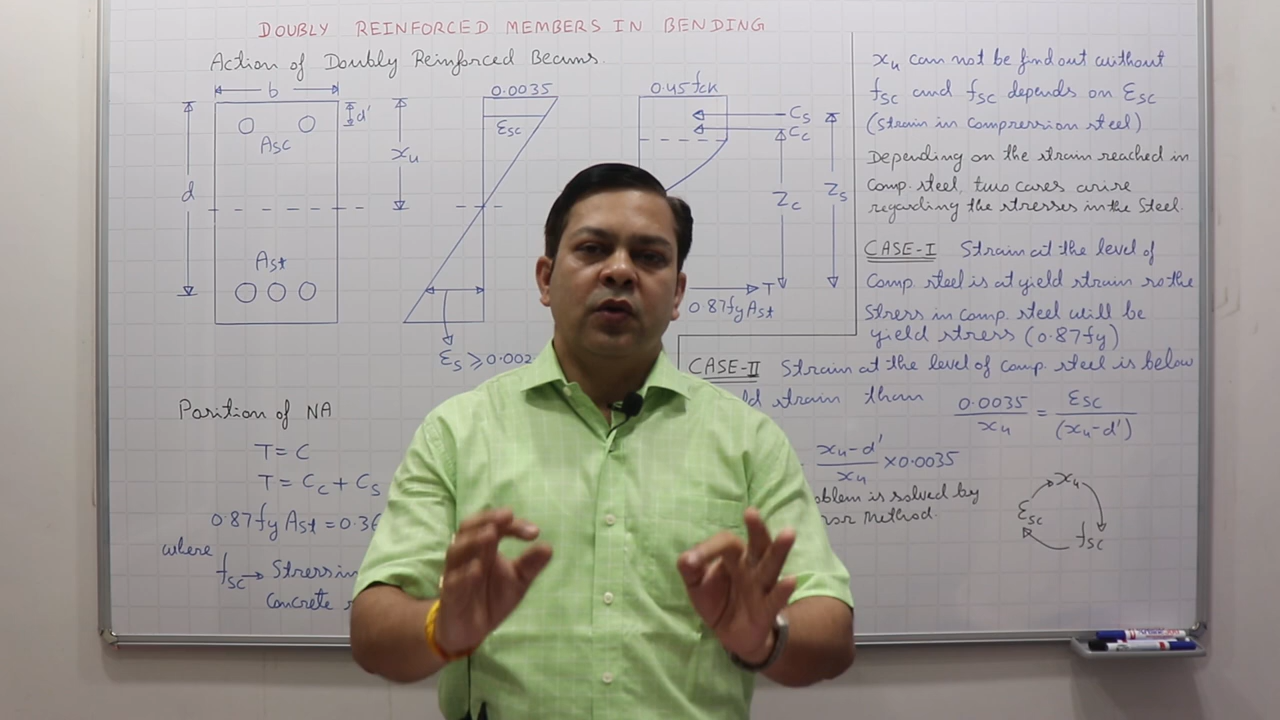 DOUBLY REINFORCED MEMBERS IN BENDING
Action of Doubly Reinforced Beams.
b
d'
Asc
d
Ast
xu
0.0035
εsc
εs ⩾ 0.002
0.45 fck
Cs
Cc
Zc
Zs
T
0.87fy Ast
Position of NA
T = C
T = Cc + Cs
0.87fy Ast = 0.36
where
fsc → Stress in
Concrete
xu can not be find out without
fsc and fsc depends on εsc
(Strain in Compression steel)
Depending on the strain reached in
Comp. steel, two cases arise
regarding the stresses in the Steel.
CASE-I Strain at the level of
Comp. steel is at yield strain so the
Stress in comp. steel will be
yield stress (0.87fy)
CASE-II Strain at the level of comp. steel is below
strain than
0.0035 / xu = εsc / (xu-d')
xu-d' / xu ×0.0035
is solved by
Method.
xu
εsc
fsc